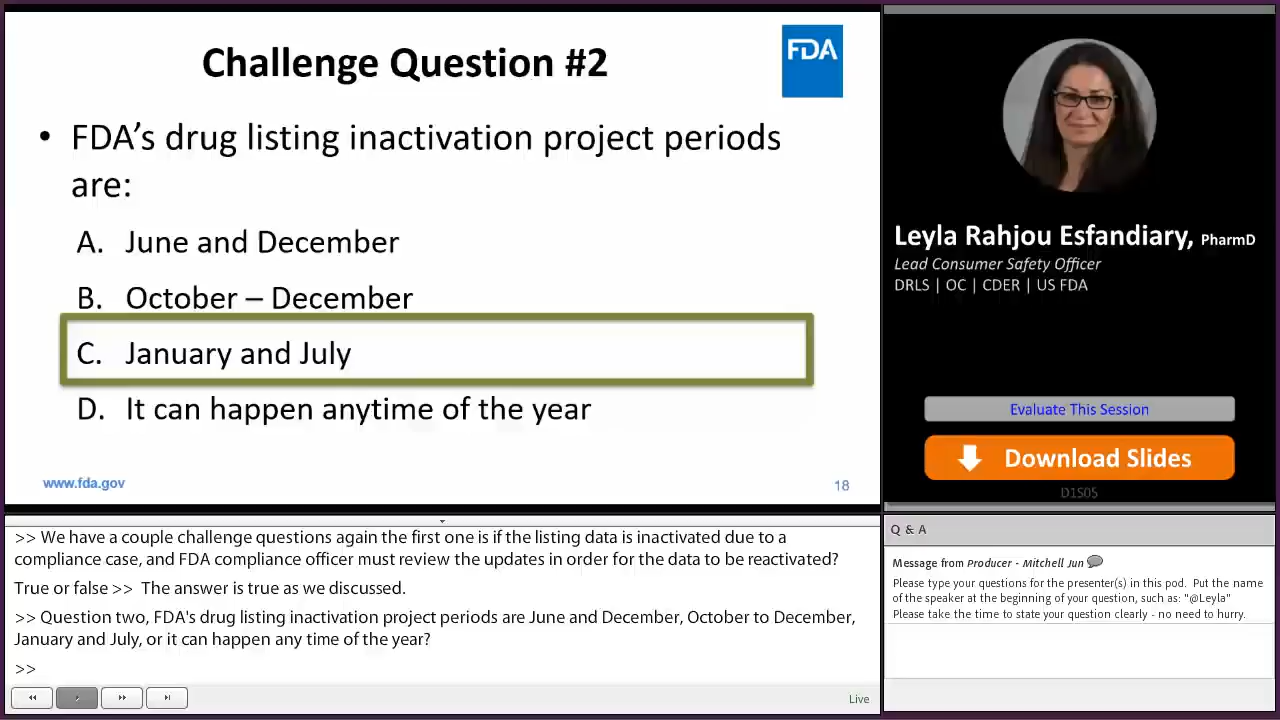 Challenge Question #2
FDA
• FDA's drug listing inactivation project periods
are:
A. June and December
B. October – December
C. January and July
D. It can happen anytime of the year
www.fda.gov
18
Leyla Rahjou Esfandiary, PharmD
Lead Consumer Safety Officer
DRLS | OC | CDER | US FDA
Evaluate This Session
Download Slides
D1S05
>> We have a couple challenge questions again the first one is if the listing data is inactivated due to a
compliance case, and FDA compliance officer must review the updates in order for the data to be reactivated?
True or false >> The answer is true as we discussed.
>> Question two, FDA's drug listing inactivation project periods are June and December, October to December,
January and July, or it can happen any time of the year?
>>
Live
Q & A
Message from Producer - Mitchell Jun
Please type your questions for the presenter(s) in this pod. Put the name
of the speaker at the beginning of your question, such as: "@Leyla"
Please take the time to state your question clearly - no need to hurry.